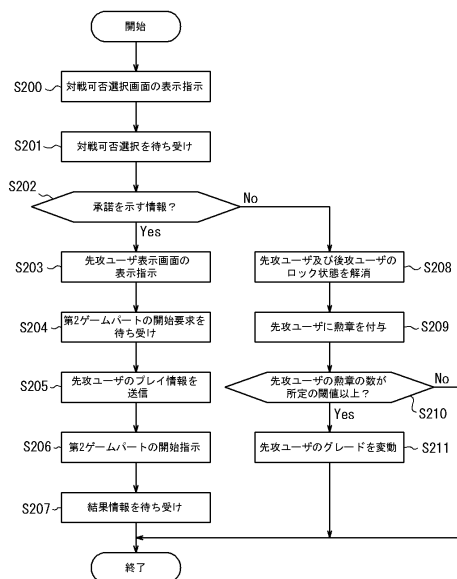 開始
S200
対戦可否選択画面の表示指示
S201
対戦可否選択を待ち受け
S202
承諾を示す情報？
No
Yes
S203
先攻ユーザ表示画面の
表示指示
S204
第2ゲームパートの開始要求を
待ち受け
S205
先攻ユーザのプレイ情報を
送信
S206
第2ゲームパートの開始指示
S207
結果情報を待ち受け
先攻ユーザ及び後攻ユーザの
ロック状態を解消
S208
先攻ユーザに勲章を付与
S209
先攻ユーザの勲章の数が
所定の閾値以上？
No
S210
Yes
先攻ユーザのグレードを変動
S211
終了